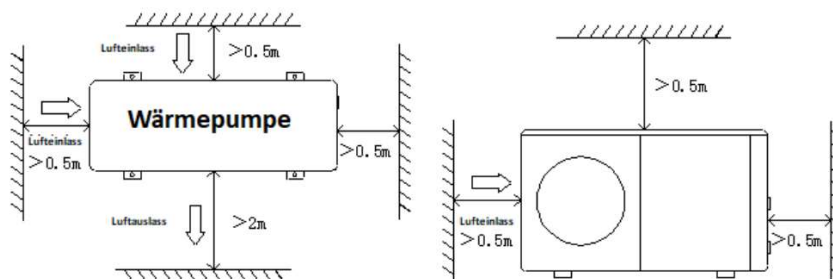 Lufteinlass
>0.5m
Wärmepumpe
Lufteinlass
>0.5m
>0.5m
Luftauslass
>2m
>0.5m
Lufteinlass
>0.5m
>0.5m